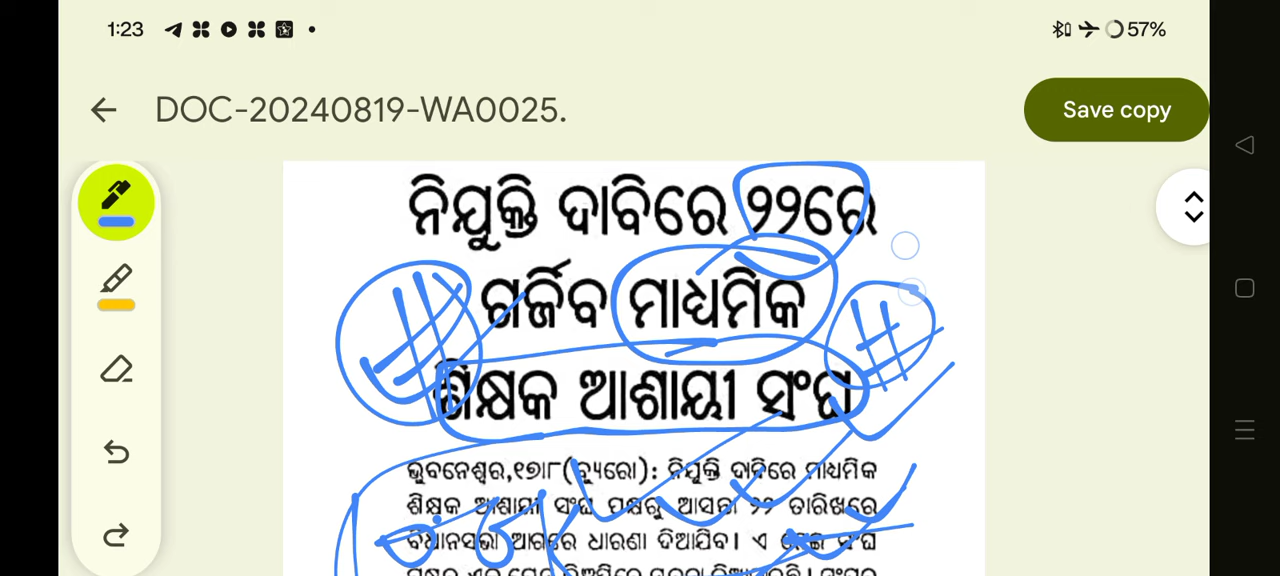 1:23 57%
DOC-20240819-WA0025.
Save copy
ନିଯୁକ୍ତି ଦାବିରେ ୨୨ରେ
ଗର୍ଜିବ ମାଧ୍ୟମିକ
ଶିକ୍ଷକ ଆଶାୟୀ ସଂଘ
ଭୁବନେଶ୍ୱର,୧୭ା୮(ବ୍ୟୁରୋ): ନିଯୁକ୍ତି ଦାବିରେ ମାଧ୍ୟମିକ
ଶିକ୍ଷକ ଆଶାୟୀ ସଂଘ ପକ୍ଷରୁ ଆସନ୍ତା ୨୨ ତାରିଖରେ
ବିଧାନସଭା ଆଗରେ ଧାରଣା ଦିଆଯିବ। ଏ ନେଇ ସଂଘ